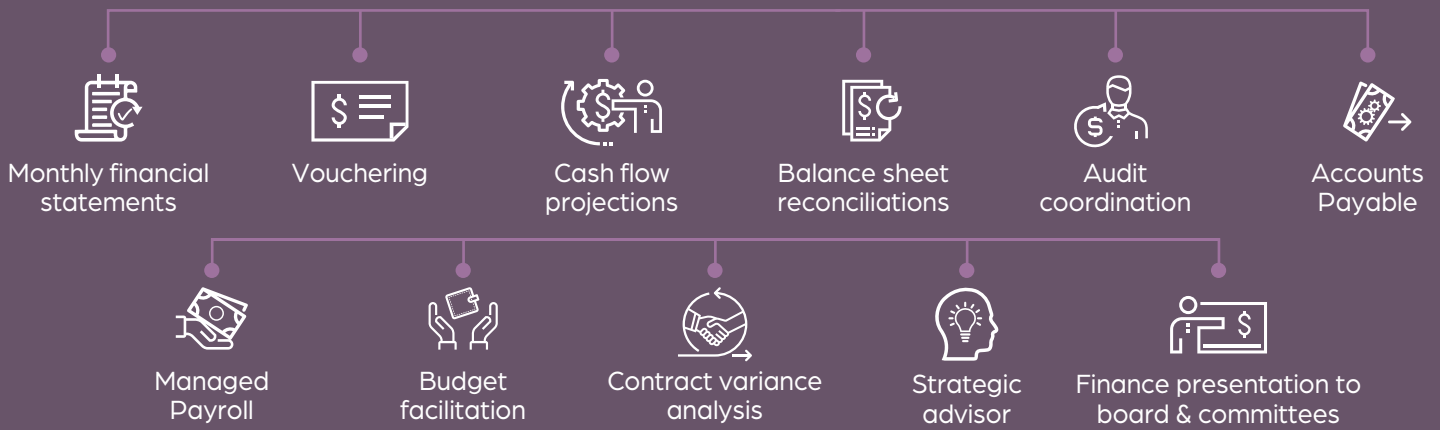 Monthly financial
statements
Vouchering
Cash flow
projections
Balance sheet
reconciliations
Audit
coordination
Accounts
Payable
Managed
Payroll
Budget
facilitation
Contract variance
analysis
Strategic
advisor
Finance presentation to
board & committees